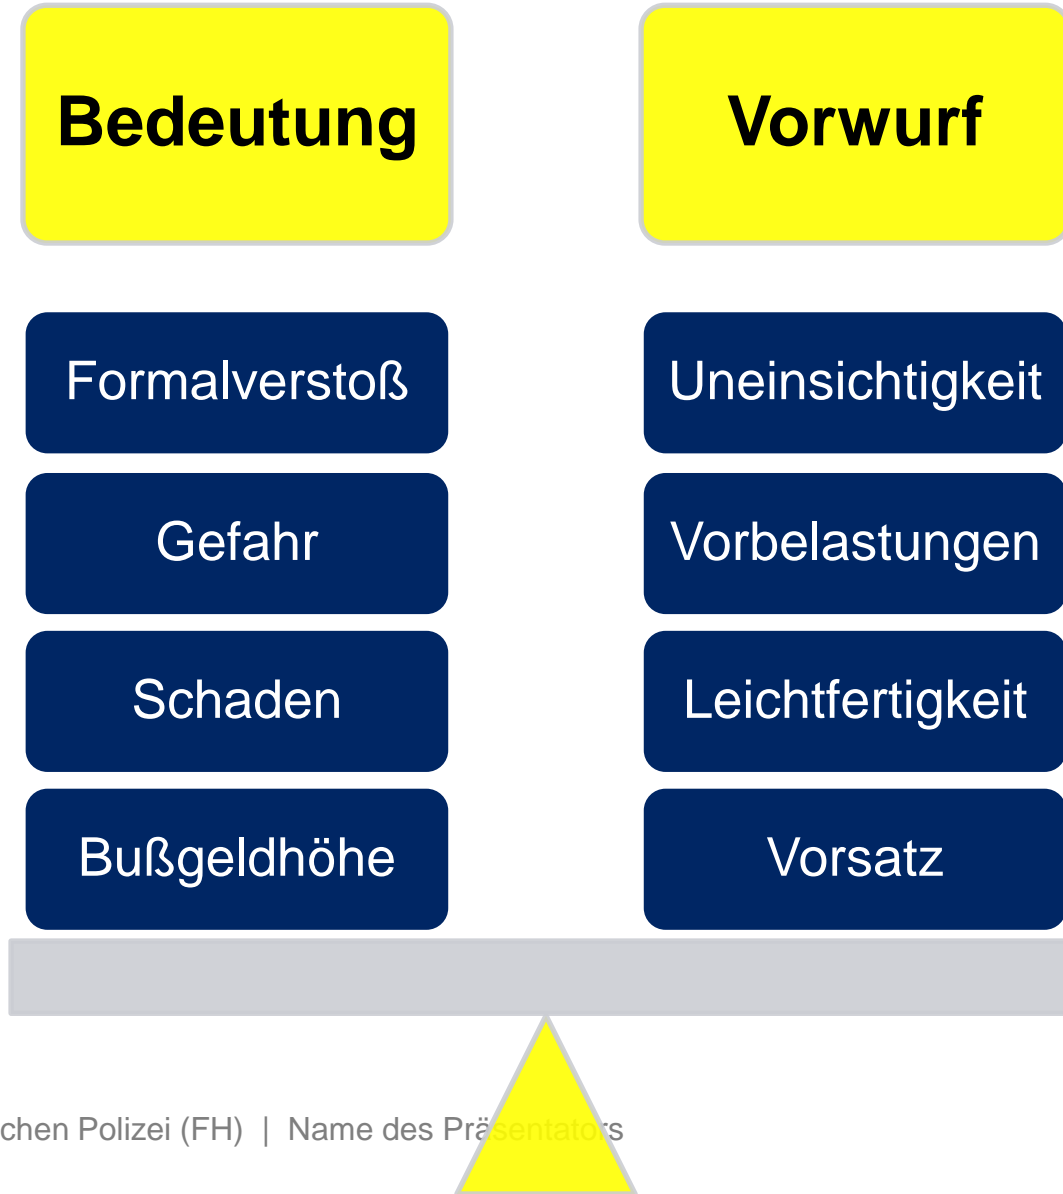 Bedeutung
Vorwurf
Formalverstoß
Uneinsichtigkeit
Gefahr
Vorbelastungen
Schaden
Leichtfertigkeit
Bußgeldhöhe
Vorsatz
chen Polizei (FH) | Name des Präsentators